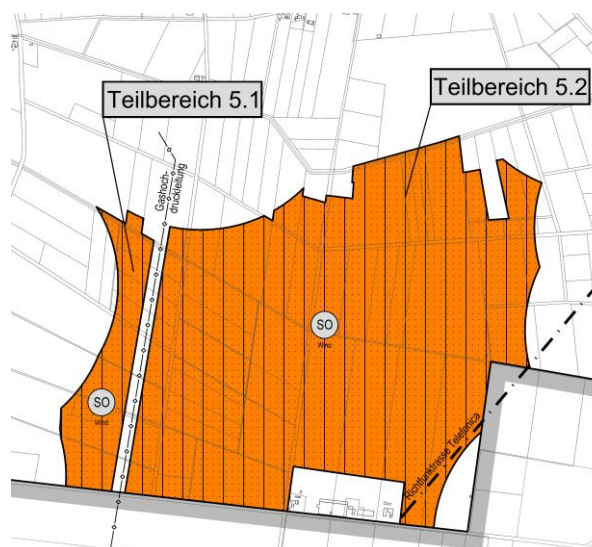 Teilbereich 5.1
Teilbereich 5.2
Gashoch-
druckleitung
SO
Wind
SO
Wind
Richtfunktrasse Telefonica